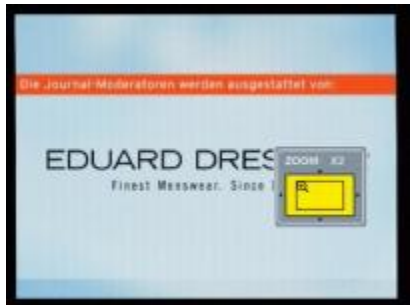 Die Journal-Moderatoren werden ausgestattet von:
EDUARD DRES
ZOOM X2
Finest Menswear. Since